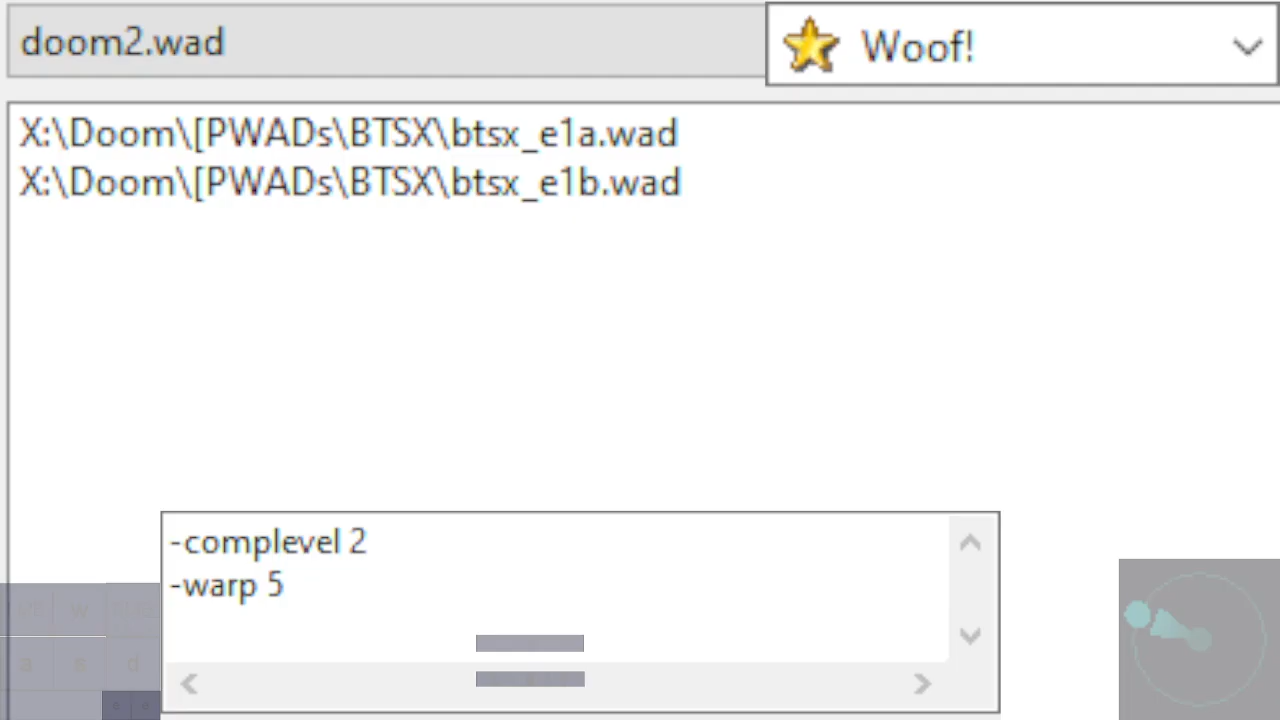 doom2.wad
Woof!
X:\Doom\[PWADs\BTSX\btsx_e1a.wad
X:\Doom\[PWADs\BTSX\btsx_e1b.wad
-complevel 2
-warp 5
w
a s d
e e